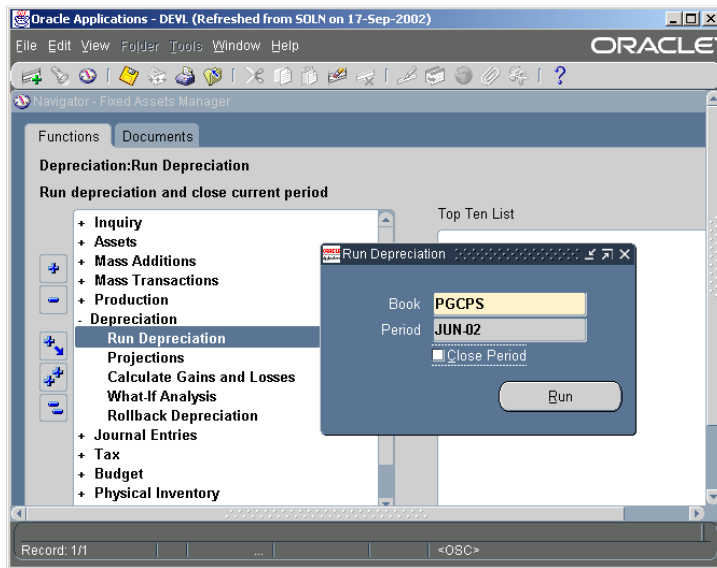 Oracle Applications - DEVL (Refreshed from SOLN on 17-Sep-2002)
File Edit View Folder Tools Window Help
ORACLE
Navigator - Fixed Assets Manager
Functions Documents
Depreciation:Run Depreciation
Run depreciation and close current period
Top Ten List
+ Inquiry
+ Assets
+ Mass Additions
+ Mass Transactions
+ Production
- Depreciation
Run Depreciation
Projections
Calculate Gains and Losses
What-If Analysis
Rollback Depreciation
+ Journal Entries
+ Tax
+ Budget
+ Physical Inventory
Run Depreciation
Book PGCPS
Period JUN-02
Close Period
Run
Record: 1/1 ... <OSC>